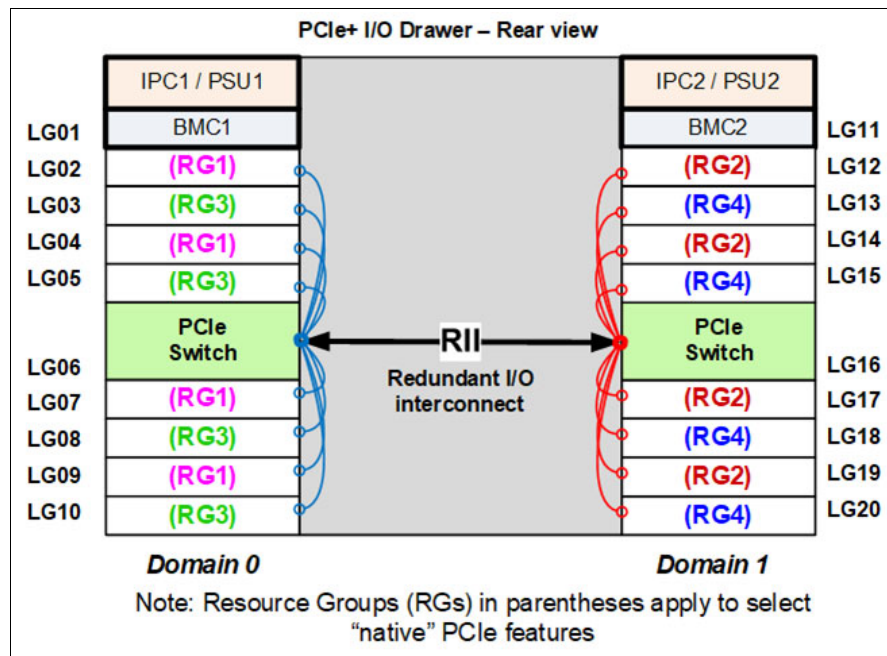 PCIe+ I/O Drawer – Rear view
IPC1 / PSU1
IPC2 / PSU2
LG01
BMC1
BMC2
LG11
LG02
(RG1)
(RG2)
LG12
LG03
(RG3)
(RG4)
LG13
LG04
(RG1)
(RG2)
LG14
LG05
(RG3)
(RG4)
LG15
PCIe
Switch
RII
PCIe
Switch
LG06
Redundant I/O
interconnect
LG16
LG07
(RG1)
(RG2)
LG17
LG08
(RG3)
(RG4)
LG18
LG09
(RG1)
(RG2)
LG19
LG10
(RG3)
(RG4)
LG20
Domain 0
Domain 1
Note: Resource Groups (RGs) in parentheses apply to select
“native” PCIe features